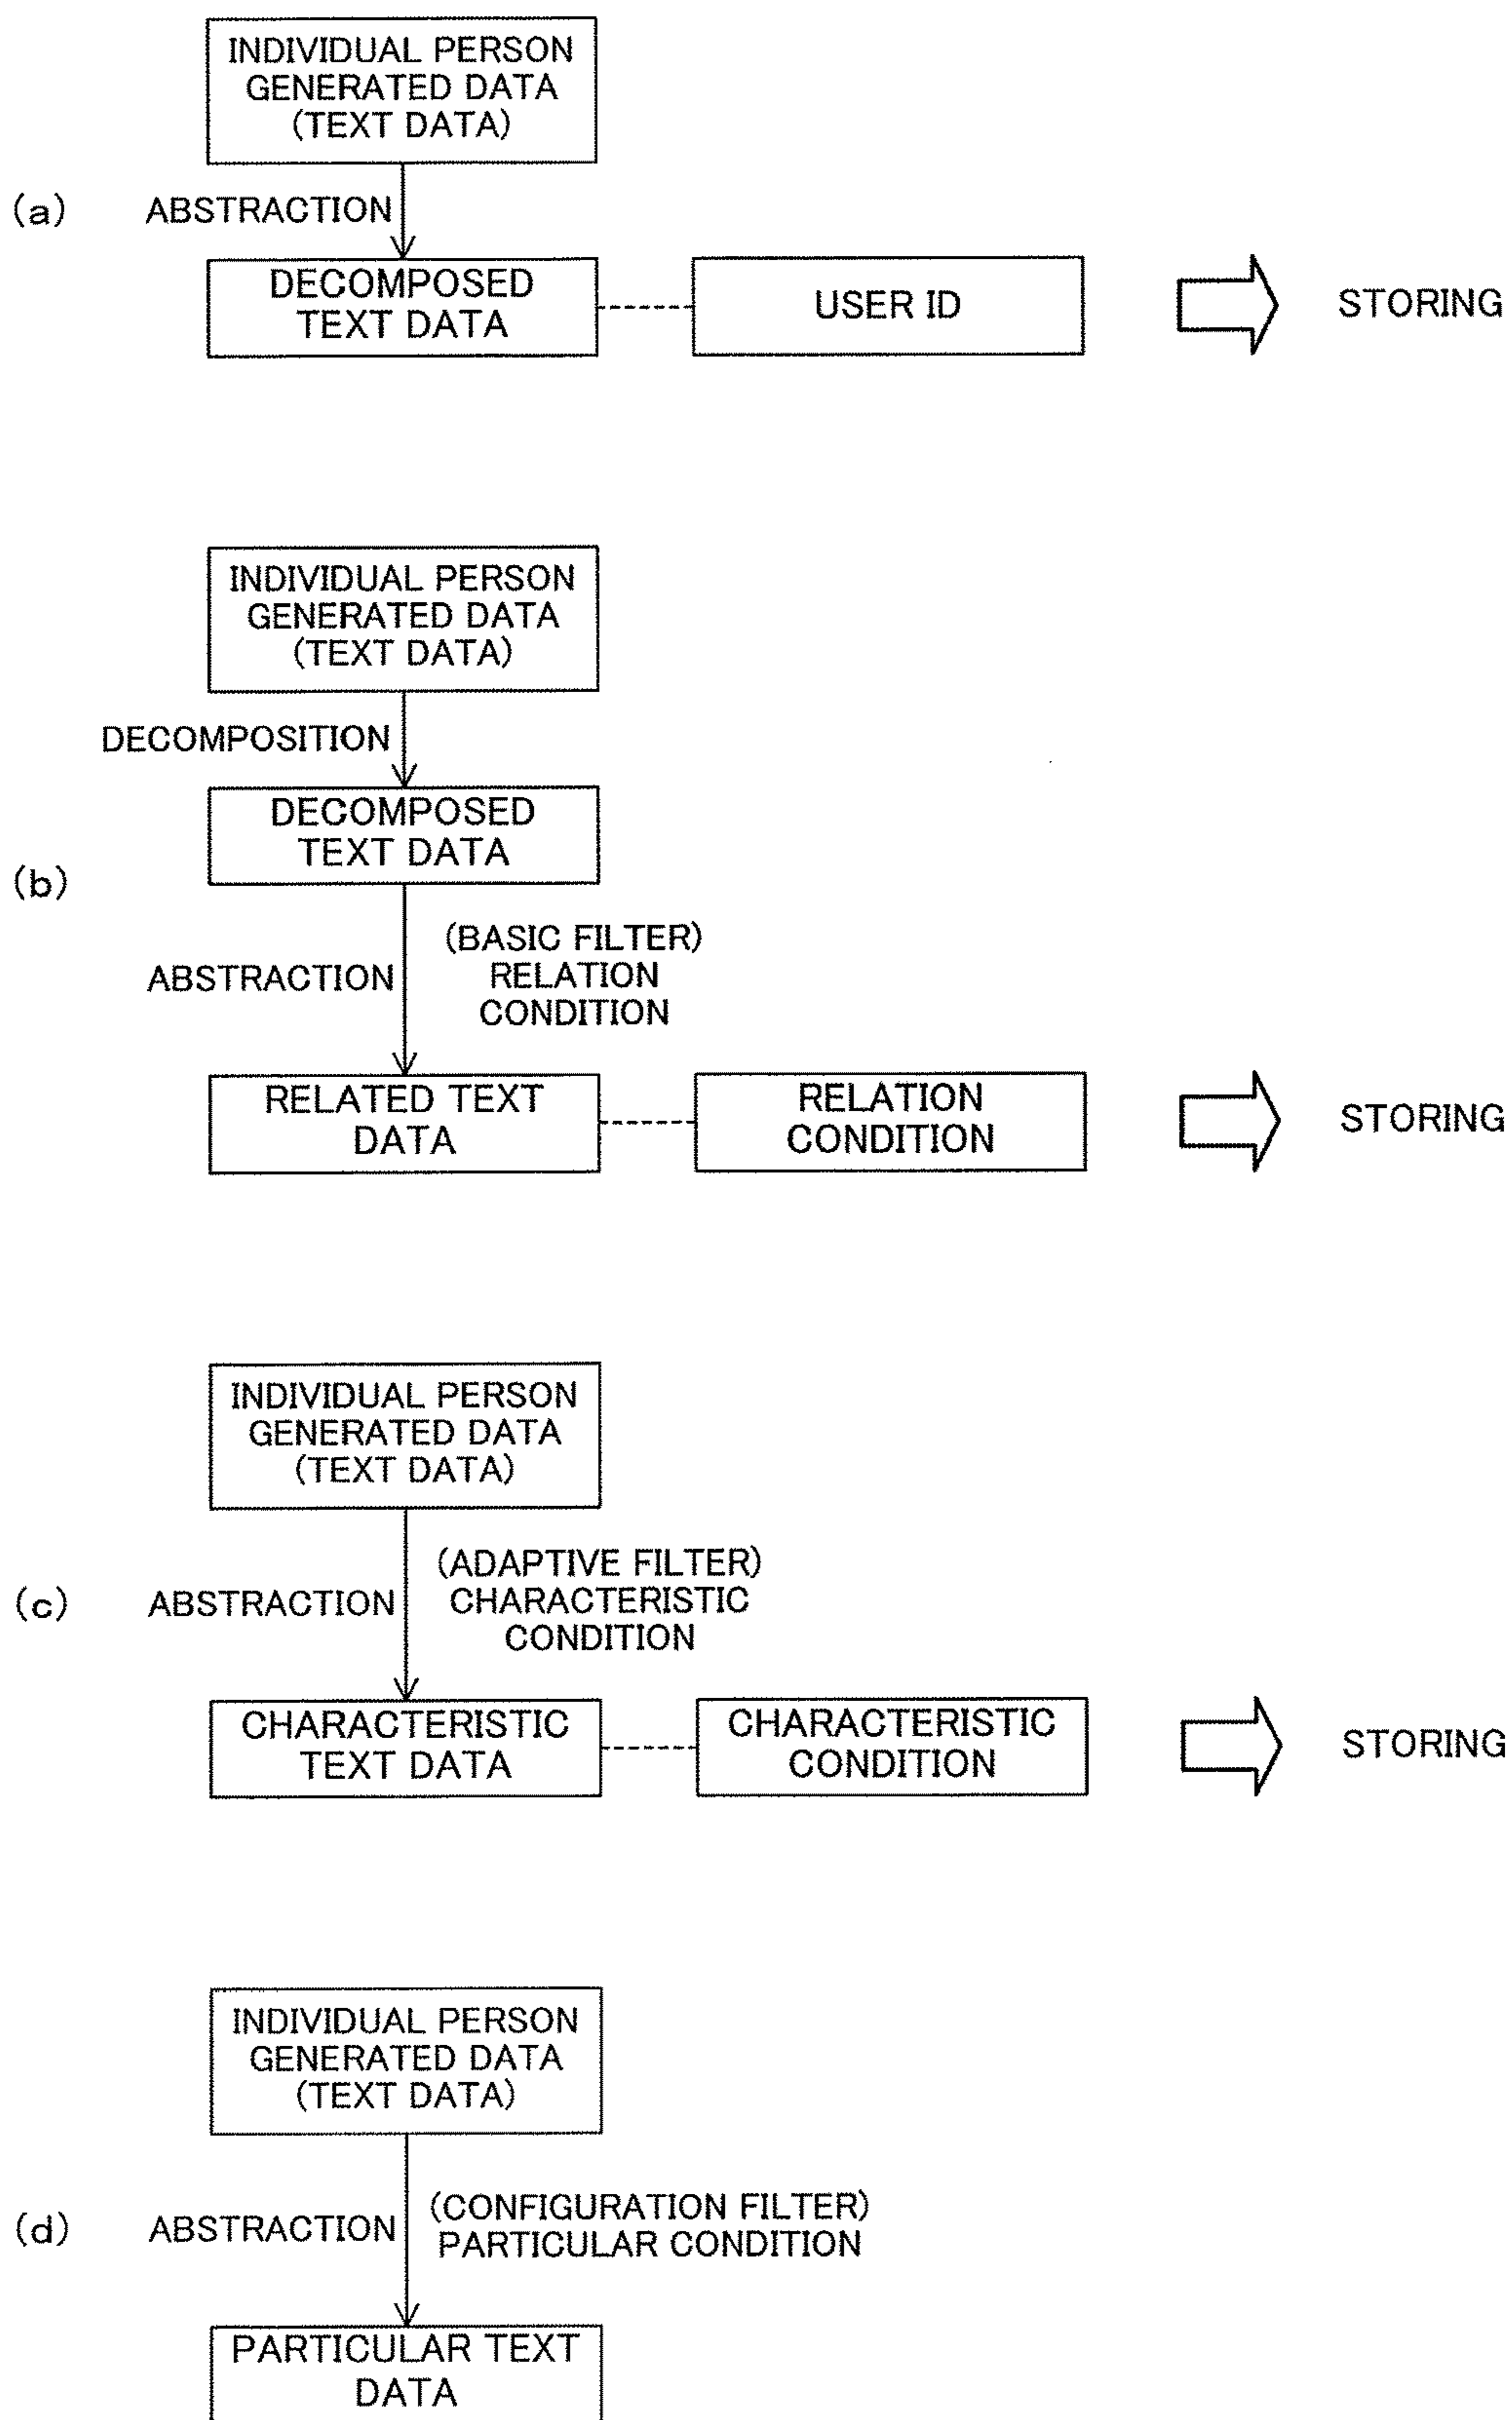 INDIVIDUAL PERSON
GENERATED DATA
(TEXT DATA)
(a)
ABSTRACTION
DECOMPOSED
TEXT DATA
USER ID
STORING
INDIVIDUAL PERSON
GENERATED DATA
(TEXT DATA)
DECOMPOSITION
DECOMPOSED
TEXT DATA
(b)
ABSTRACTION
(BASIC FILTER)
RELATION
CONDITION
RELATED TEXT
DATA
RELATION
CONDITION
STORING
INDIVIDUAL PERSON
GENERATED DATA
(TEXT DATA)
(c)
ABSTRACTION
(ADAPTIVE FILTER)
CHARACTERISTIC
CONDITION
CHARACTERISTIC
TEXT DATA
CHARACTERISTIC
CONDITION
STORING
INDIVIDUAL PERSON
GENERATED DATA
(TEXT DATA)
(d)
ABSTRACTION
(CONFIGURATION FILTER)
PARTICULAR CONDITION
PARTICULAR TEXT
DATA